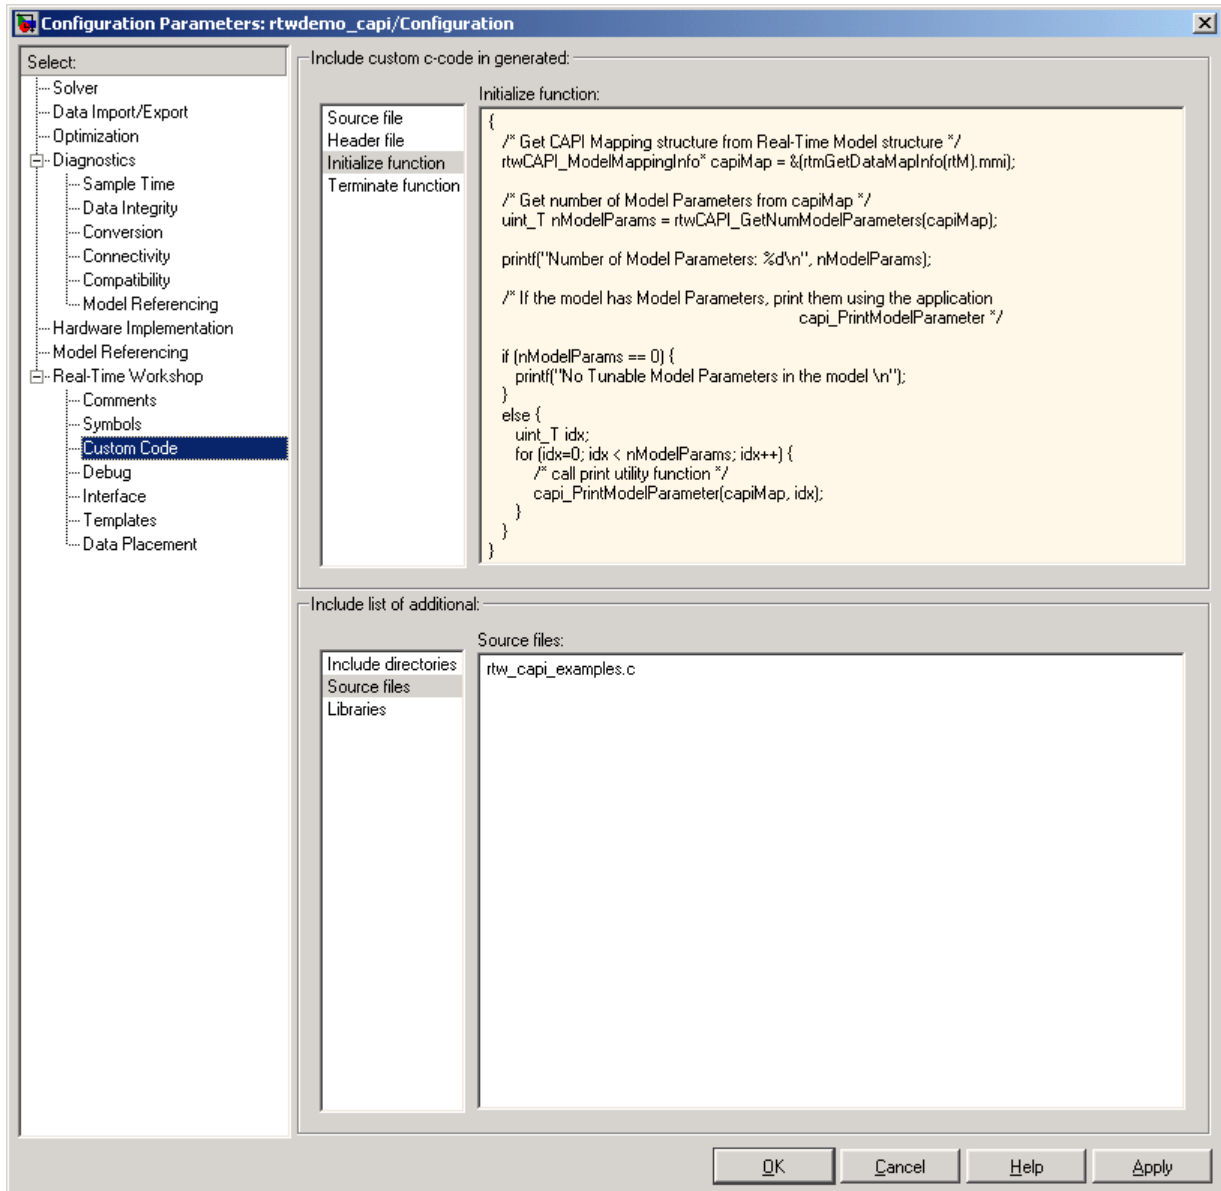 Configuration Parameters: rtwdemo_capi/Configuration
Select:
Solver
Data Import/Export
Optimization
Diagnostics
Sample Time
Data Integrity
Conversion
Connectivity
Compatibility
Model Referencing
Hardware Implementation
Model Referencing
Real-Time Workshop
Comments
Symbols
Custom Code
Debug
Interface
Templates
Data Placement
Include custom c-code in generated:
Source file
Header file
Initialize function
Terminate function
Initialize function:
{
/* Get CAPI Mapping structure from Real-Time Model structure */
rtwCAPI_ModelMappingInfo* capiMap = &(rtmGetDataMapInfo(rtM).mmi);
/* Get number of Model Parameters from capiMap */
uint_T nModelParams = rtwCAPI_GetNumModelParameters(capiMap);
printf("Number of Model Parameters: %d\n", nModelParams);
/* If the model has Model Parameters, print them using the application
capi_PrintModelParameter */
if (nModelParams == 0) {
printf("No Tunable Model Parameters in the model \n");
}
else {
uint_T idx;
for (idx=0; idx < nModelParams; idx++) {
/* call print utility function */
capi_PrintModelParameter(capiMap, idx);
}
}
}
Include list of additional:
Include directories
Source files
Libraries
Source files:
rtw_capi_examples.c
OK
Cancel
Help
Apply